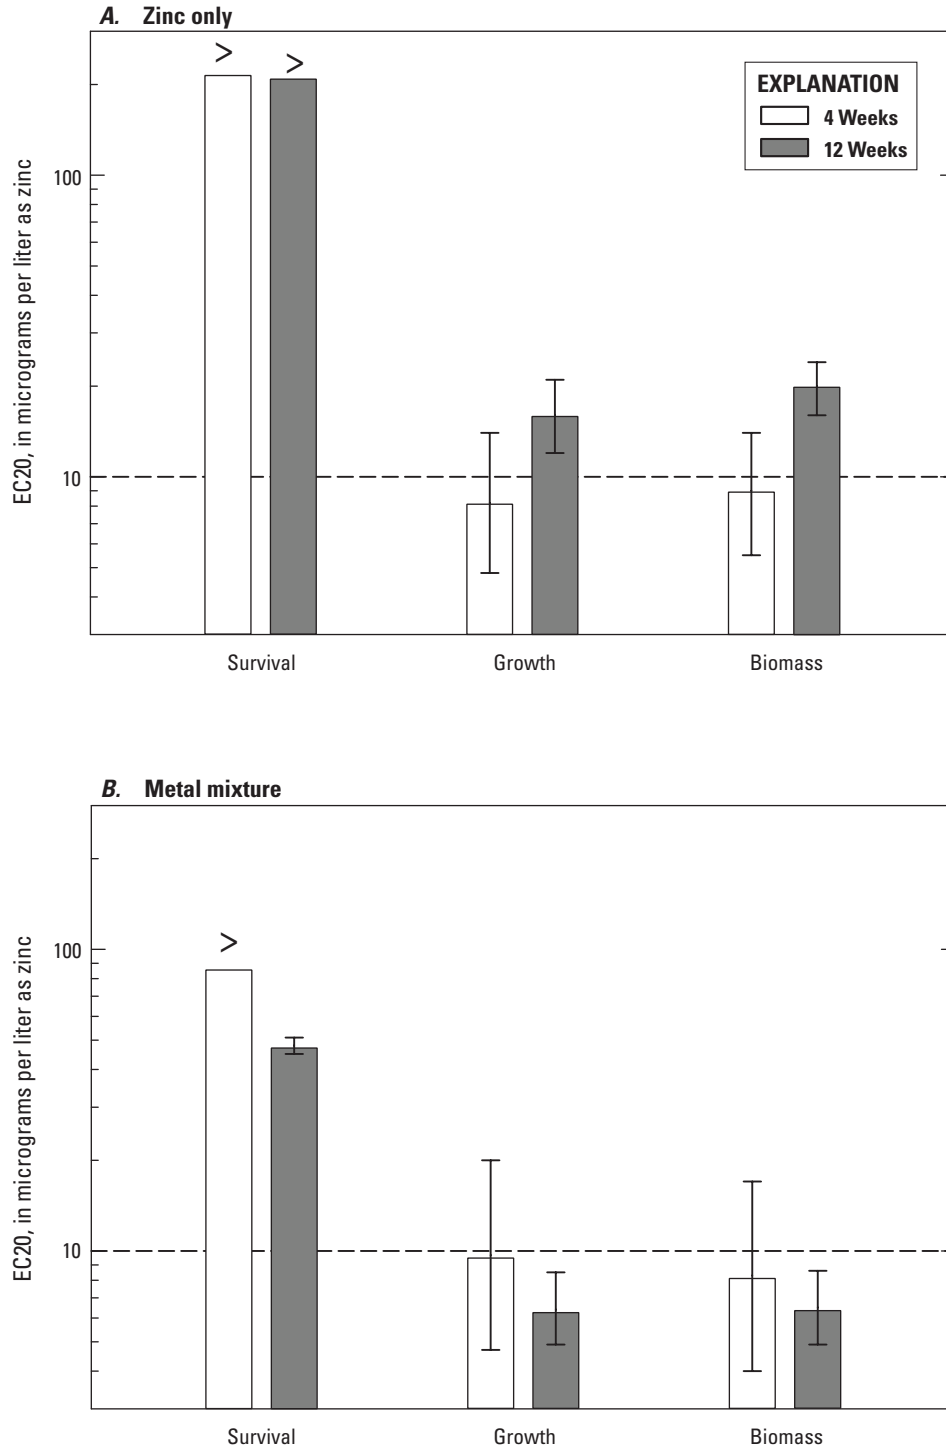 A. Zinc only
>
>
EXPLANATION
4 Weeks
12 Weeks
EC20, in micrograms per liter as zinc
100
10
Survival Growth Biomass
B. Metal mixture
>
EC20, in micrograms per liter as zinc
100
10
Survival Growth Biomass